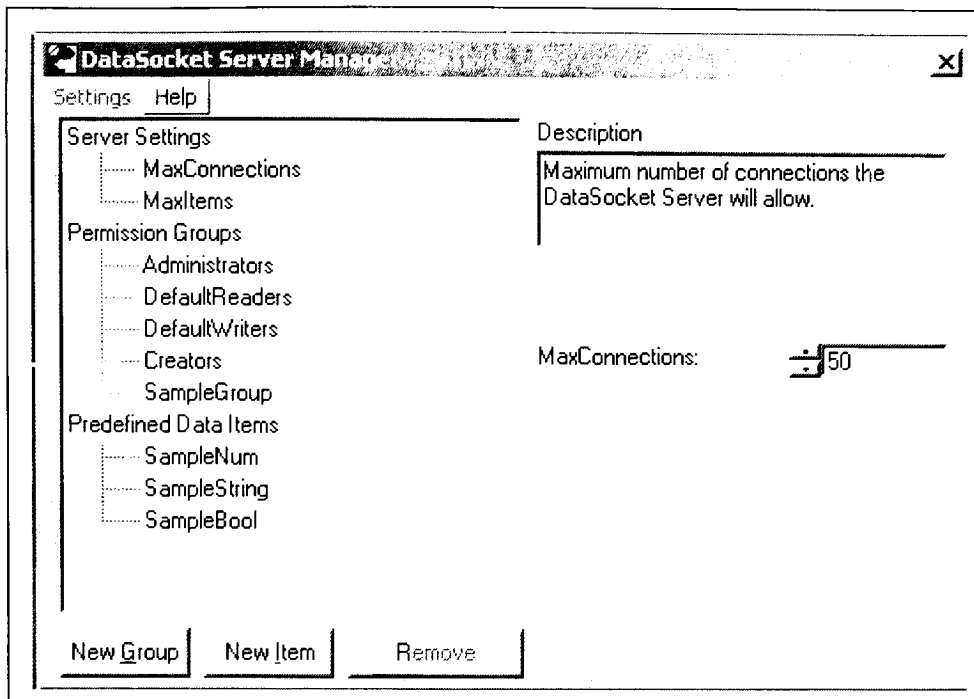 DataSocket Server Manager
Settings Help
Server Settings
MaxConnections
MaxItems
Permission Groups
Administrators
DefaultReaders
DefaultWriters
Creators
SampleGroup
Predefined Data Items
SampleNum
SampleString
SampleBool
Description
Maximum number of connections the
DataSocket Server will allow.
MaxConnections: 50
New Group New Item Remove